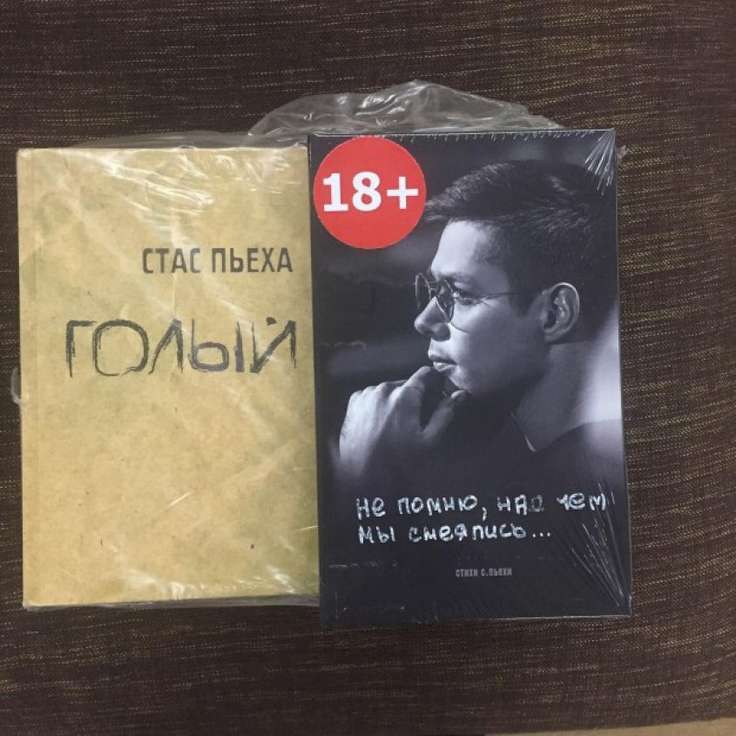 СТАС ПЬЕХА
ГОЛЫЙ
18+
Не помню, над чем
мы смеялись...
СТИХИ С.ПЬЕХИ